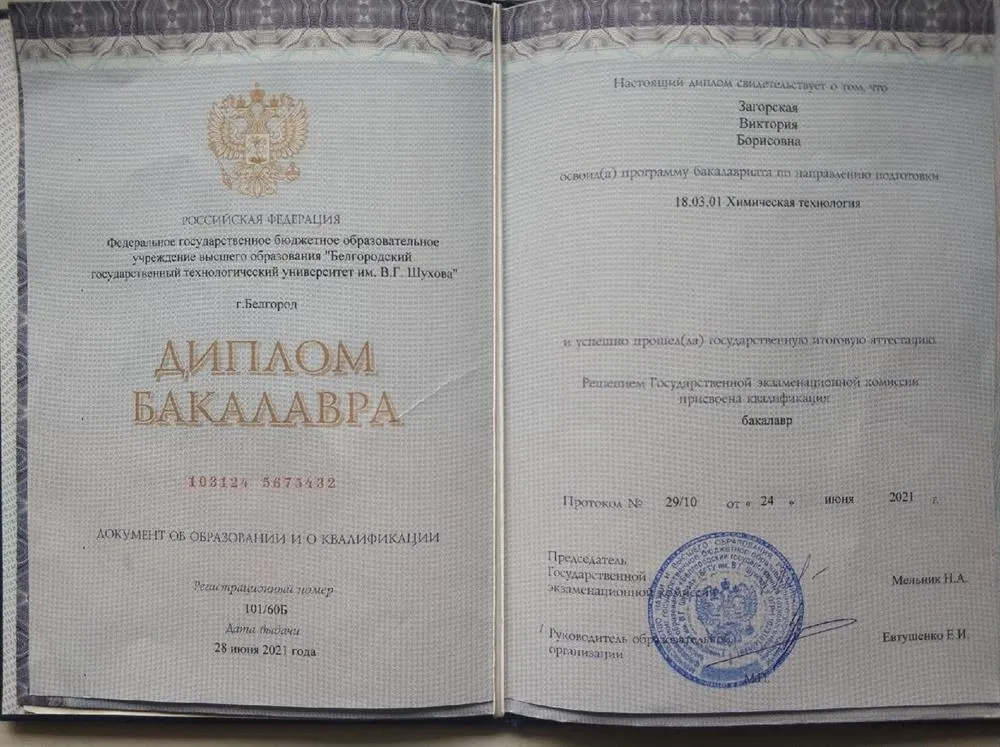 РОССИЙСКАЯ ФЕДЕРАЦИЯ
Федеральное государственное бюджетное образовательное
учреждение высшего образования "Белгородский
государственный технологический университет им. В.Г. Шухова"
г.Белгород
ДИПЛОМ
БАКАЛАВРА
103124 5673432
ДОКУМЕНТ ОБ ОБРАЗОВАНИИ И О КВАЛИФИКАЦИИ
Регистрационный номер
101/60Б
Дата выдачи
28 июня 2021 года
Настоящий диплом свидетельствует о том, что
Загорская
Виктория
Борисовна
освоил(а) программу бакалавриата по направлению подготовки
18.03.01 Химическая технология
и успешно прошел(ла) государственную итоговую аттестацию
Решением Государственной экзаменационной комиссии
присвоена квалификация
бакалавр
Протокол № 29/10 от « 24 » июня 2021 г.
Председатель
Государственной
экзаменационной комиссии
Мельник Н.А.
Руководитель образовательной
организации
Евтушенко Е.И.
М.П.